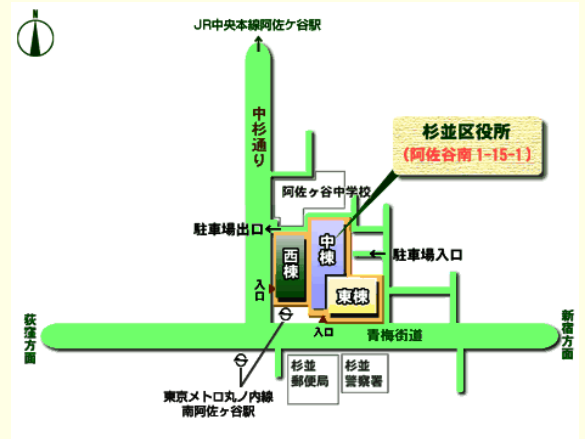 N
JR中央本線阿佐ケ谷駅
中杉通り
杉並区役所
(阿佐谷南1-15-1)
阿佐ヶ谷中学校
駐車場出口
中棟
西棟
駐車場入口
入口
東棟
荻窪方面
新宿方面
入口
青梅街道
杉並
郵便局
杉並
警察署
東京メトロ丸ノ内線
南阿佐ヶ谷駅